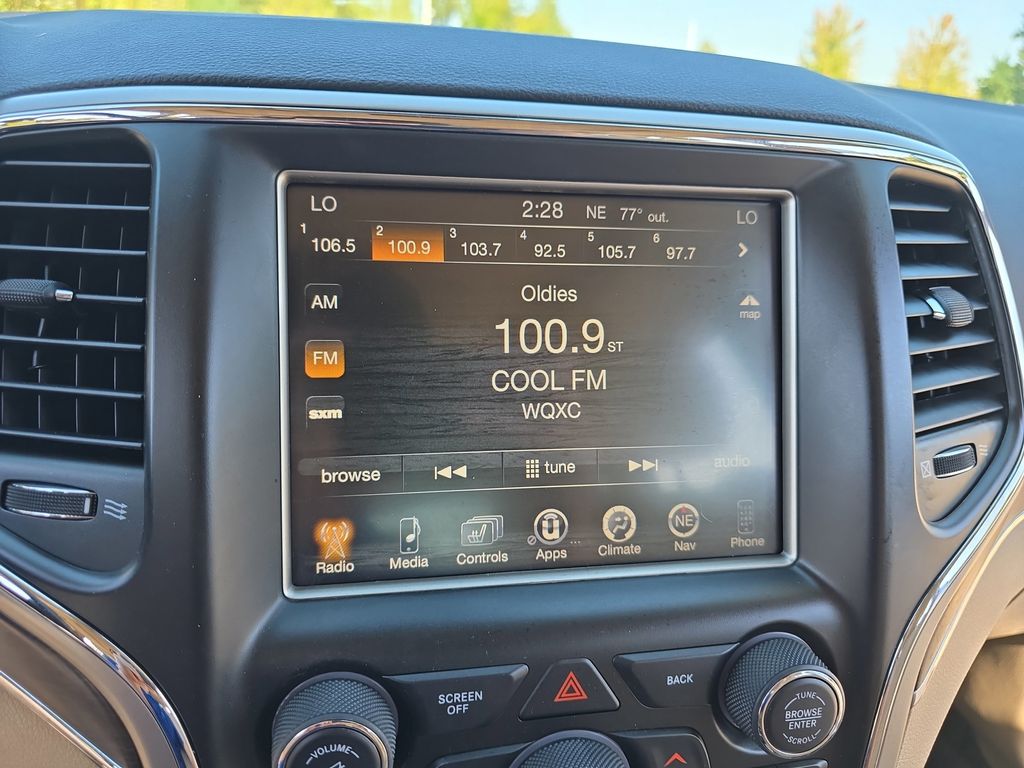 LO 2:28 NE 77° out. LO
1 106.5 2 100.9 3 103.7 4 92.5 5 105.7 6 97.7
AM
Oldies
map
100.9 ST
FM
COOL FM
sxm
WQXC
browse tune audio
Radio Media Controls Apps Climate NE Nav Phone
SCREEN OFF
BACK
VOLUME
TUNE
BROWSE
ENTER
SCROLL